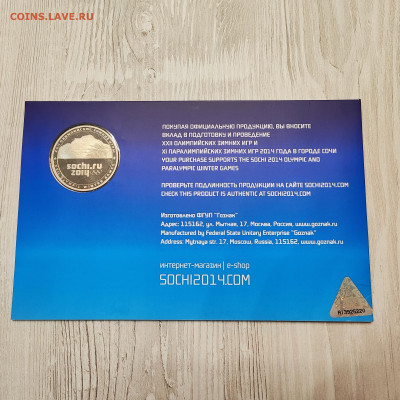 COINS.LAVE.RU
ПОКУПАЯ ОФИЦИАЛЬНУЮ ПРОДУКЦИЮ, ВЫ ВНОСИТЕ
ВКЛАД В ПОДГОТОВКУ И ПРОВЕДЕНИЕ
XXII ОЛИМПИЙСКИХ ЗИМНИХ ИГР И
XI ПАРАЛИМПИЙСКИХ ЗИМНИХ ИГР 2014 ГОДА В ГОРОДЕ СОЧИ
YOUR PURCHASE SUPPORTS THE SOCHI 2014 OLYMPIC AND
PARALYMPIC WINTER GAMES
sochi.ru
2014
ПРОВЕРЬТЕ ПОДЛИННОСТЬ ПРОДУКЦИИ НА САЙТЕ SOCHI2014.COM
CHECK THIS PRODUCT IS AUTHENTIC AT SOCHI2014.COM
Изготовлено ФГУП "Гознак"
Адрес: 115162, ул. Мытная, 17, Москва, Россия, www.goznak.ru
Manufactured by Federal State Unitary Enterprise "Goznak"
Address: Mytnaya str. 17, Moscow, Russia, 115162, www.goznak.ru
интернет-магазин | e-shop
SOCHI2014.COM